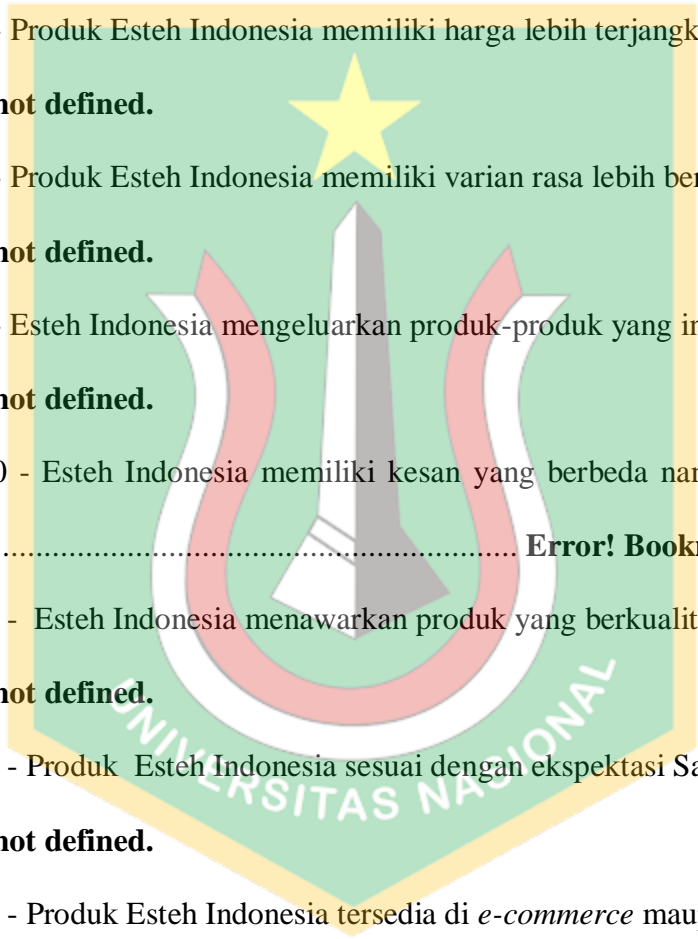 - Produk Esteh Indonesia memiliki harga lebih terjangk
not defined.
- Produk Esteh Indonesia memiliki varian rasa lebih ber
not defined.
- Esteh Indonesia mengeluarkan produk-produk yang in
not defined.
0 - Esteh Indonesia memiliki kesan yang berbeda nam
........................................................ Error! Bookm
- Esteh Indonesia menawarkan produk yang berkualit
not defined.
- Produk Esteh Indonesia sesuai dengan ekspektasi Sa
not defined.
- Produk Esteh Indonesia tersedia di e-commerce maup
UNIVERSITAS NASIONAL